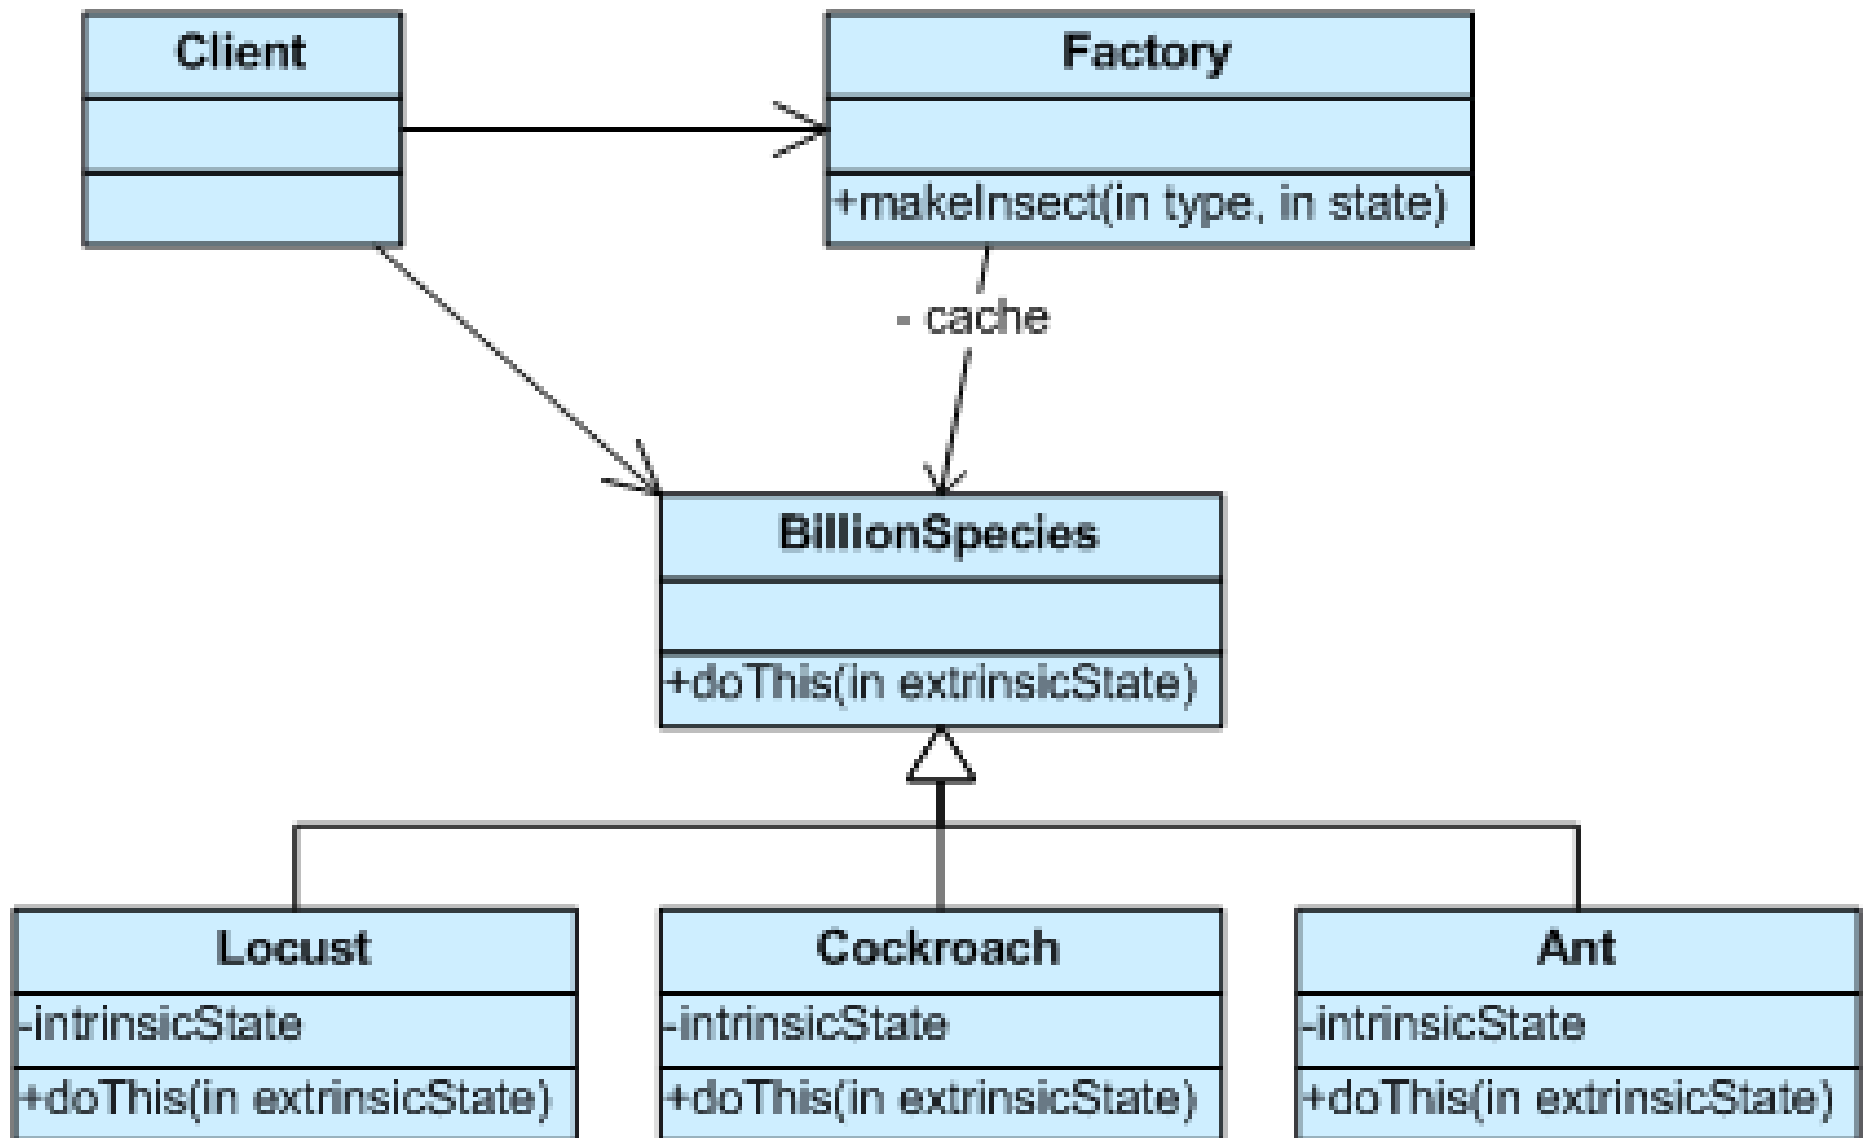 Client
Factory
+makeInsect(in type, in state)
- cache
BillionSpecies
+doThis(in extrinsicState)
Locust
-intrinsicState
+doThis(in extrinsicState)
Cockroach
-intrinsicState
+doThis(in extrinsicState)
Ant
-intrinsicState
+doThis(in extrinsicState)